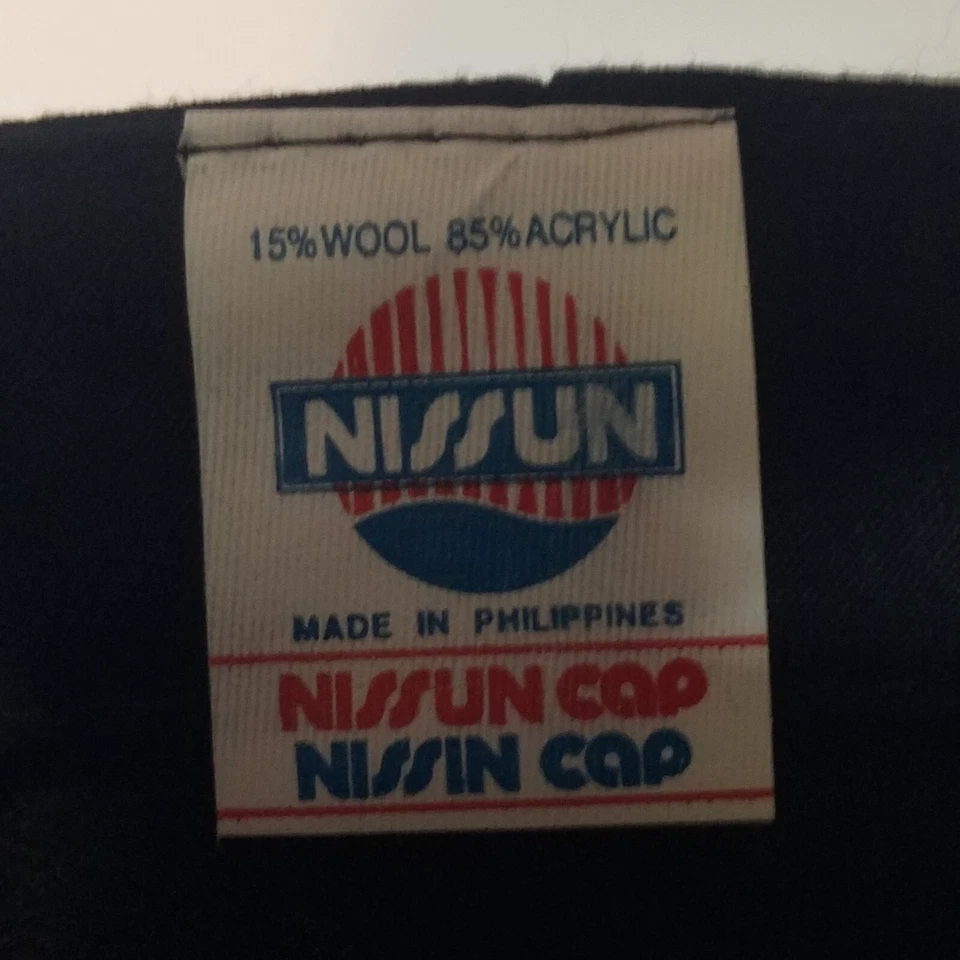 15%WOOL 85%ACRYLIC
NISSUN
MADE IN PHILIPPINES
NISSUN CAP
NISSIN CAP